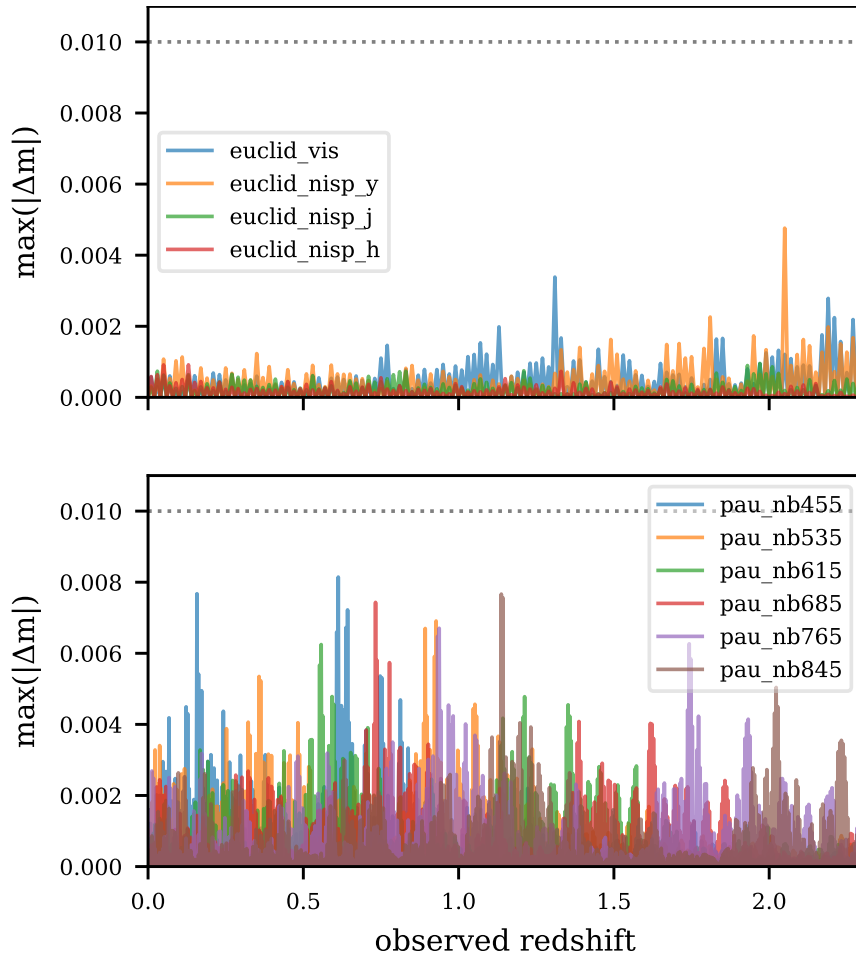 0.010
0.008
0.006
0.004
0.002
0.000
max(|Δm|)
euclid_vis
euclid_nisp_y
euclid_nisp_j
euclid_nisp_h
0.010
0.008
0.006
0.004
0.002
0.000
max(|Δm|)
pau_nb455
pau_nb535
pau_nb615
pau_nb685
pau_nb765
pau_nb845
0.0 0.5 1.0 1.5 2.0
observed redshift